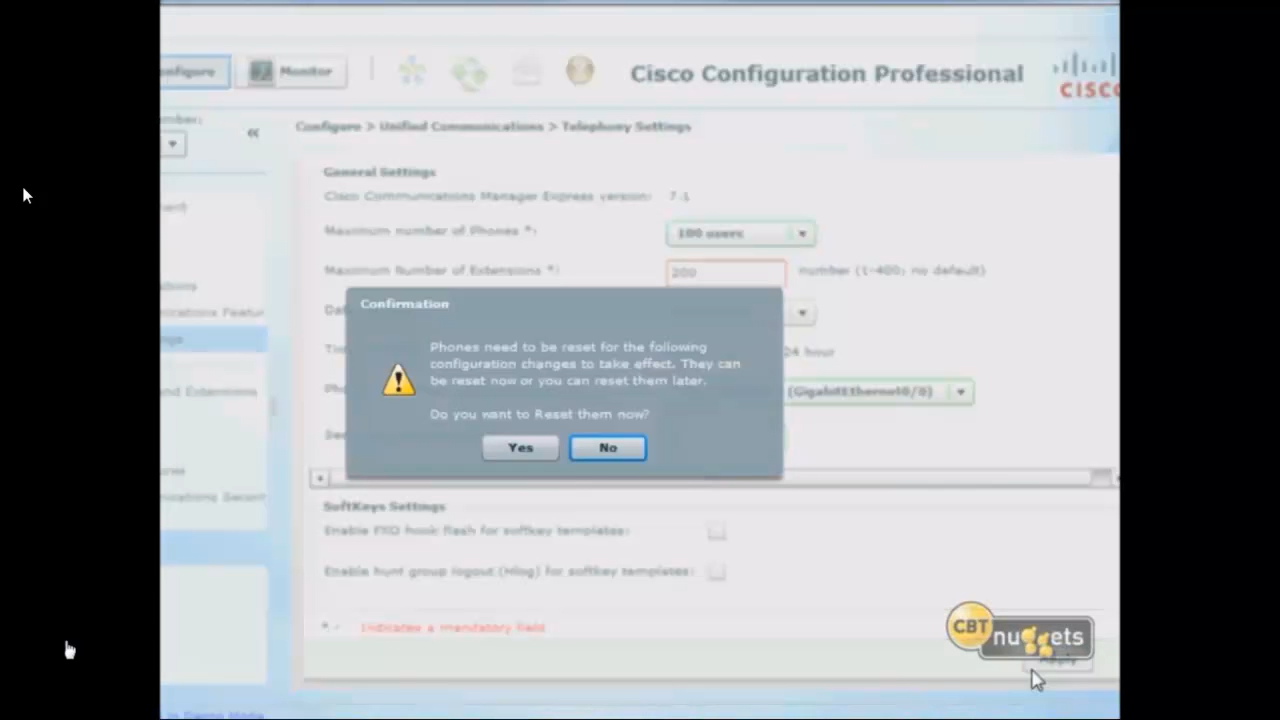 Monitor
Cisco Configuration Professional
CISCO
Configure > Unified Communications > Telephony Settings
General Settings
Cisco Communications Manager Express version: 7.1
Maximum number of Phones *: 100 users
Maximum Number of Extensions *: 200 number (1-400; no default)
24 hour
(GigabitEthernet0/0)
Confirmation
Phones need to be reset for the following
configuration changes to take effect. They can
be reset now or you can reset them later.
Do you want to Reset them now?
Yes No
SoftKeys Settings
Enable FXO hook flash for softkey templates:
Enable hunt group logout (Hlog) for softkey templates:
*: - Indicates a mandatory field
CBT nuggets
Apply